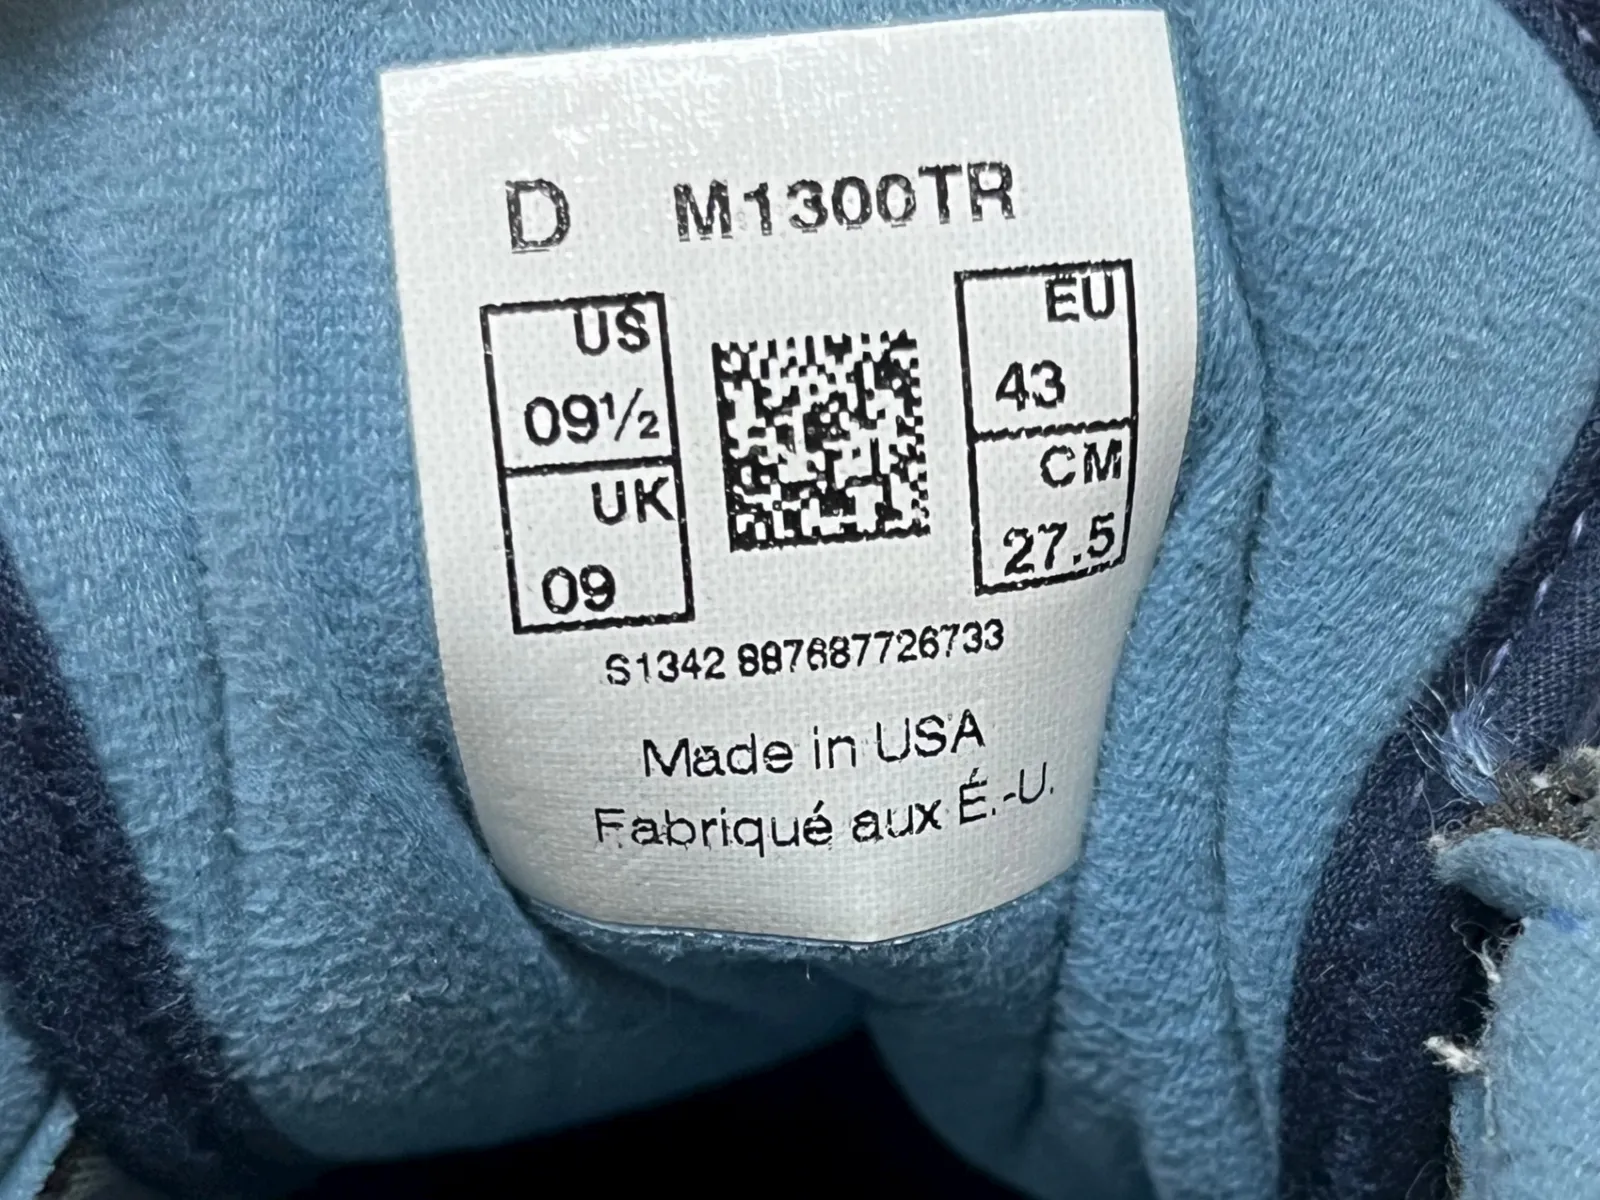 D M1300TR
US EU
09½ 43
UK CM
09 27.5
S1342 887687726733
Made in USA
Fabriqué aux É.-U.